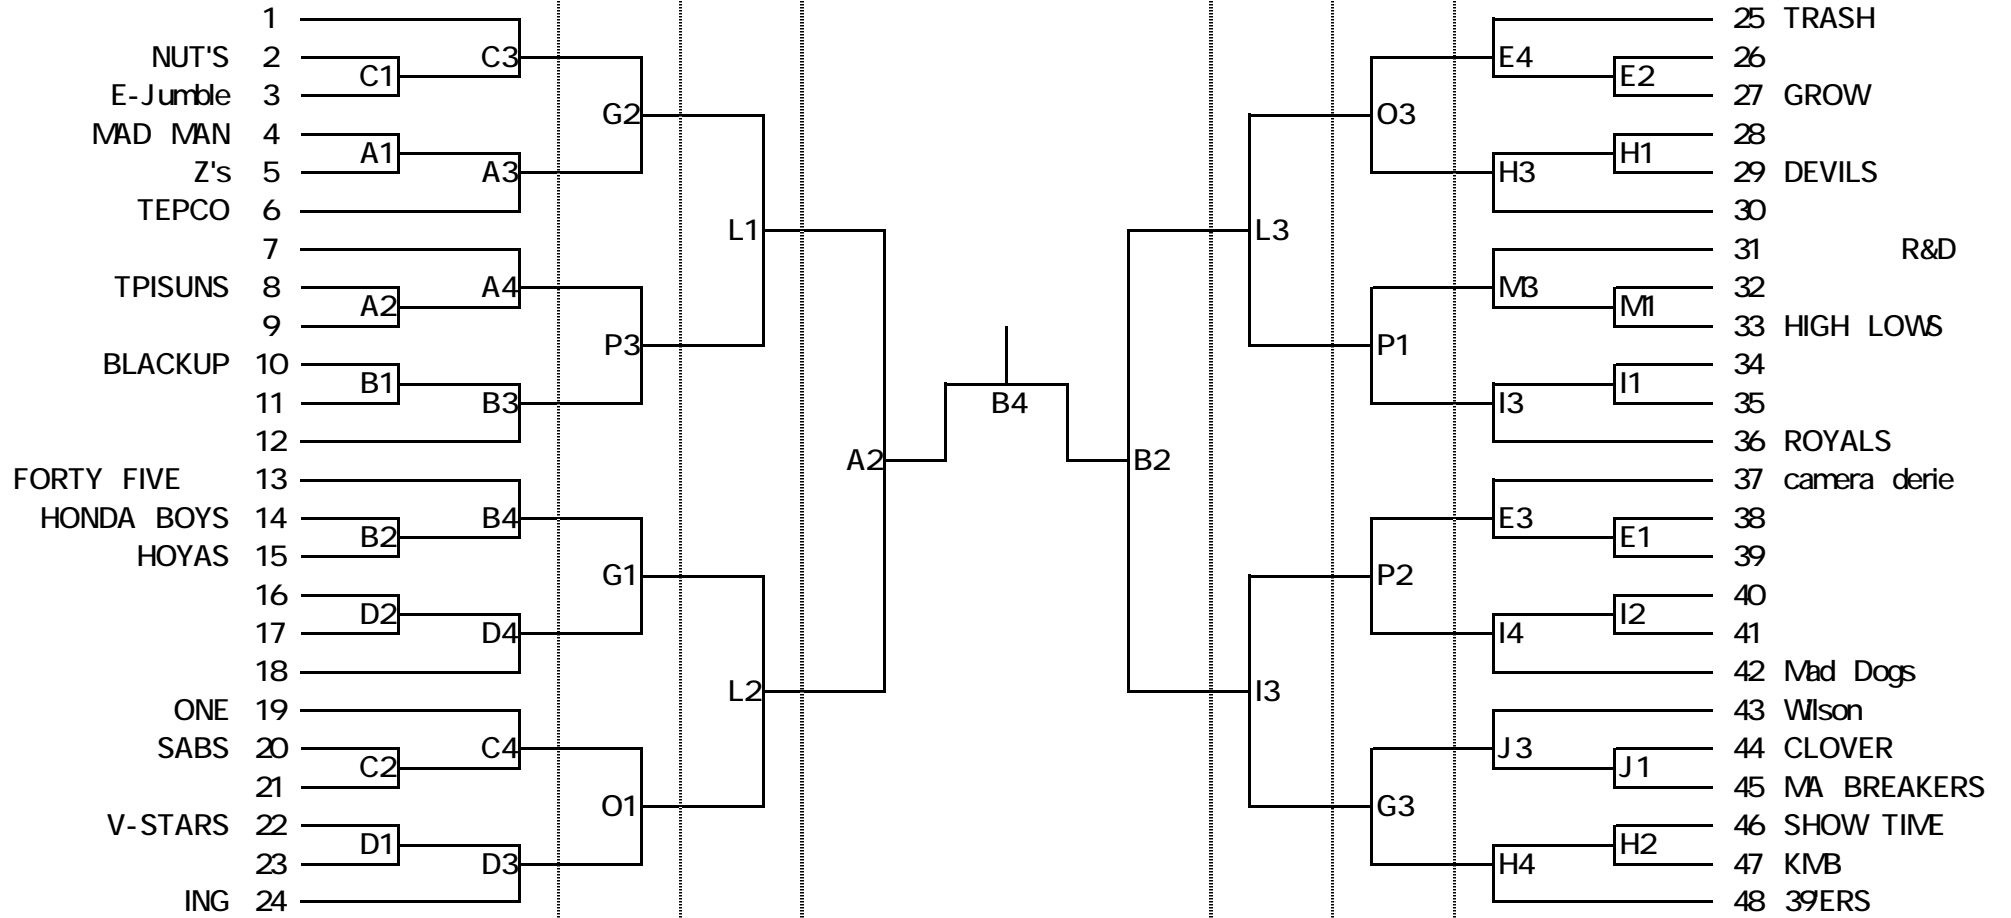 1
NUT'S 2
C1
C3
E-Jumble 3
MAD MAN 4
A1
G2
Z's 5
A3
TEPCO 6
L1
7
TPISUNS 8
A2
A4
9
P3
BLACKUP 10
B1
11
B3
12
A2
FORTY FIVE 13
HONDA BOYS 14
B2
B4
HOYAS 15
G1
16
D2
17
D4
18
L2
ONE 19
SABS 20
C2
C4
21
O1
V-STARS 22
D1
23
D3
ING 24
B4
25 TRASH
E4
26
E2
27 GROW
O3
28
H1
H3
29 DEVILS
30
L3
31 R&D
M3
32
M1
33 HIGH LOWS
P1
34
I1
I3
35
36 ROYALS
B2
37 camera derie
E3
38
E1
39
P2
40
I2
I4
41
42 Mad Dogs
I3
43 Wilson
J3
44 CLOVER
J1
45 MA BREAKERS
G3
46 SHOW TIME
H2
H4
47 KMB
48 39'ERS